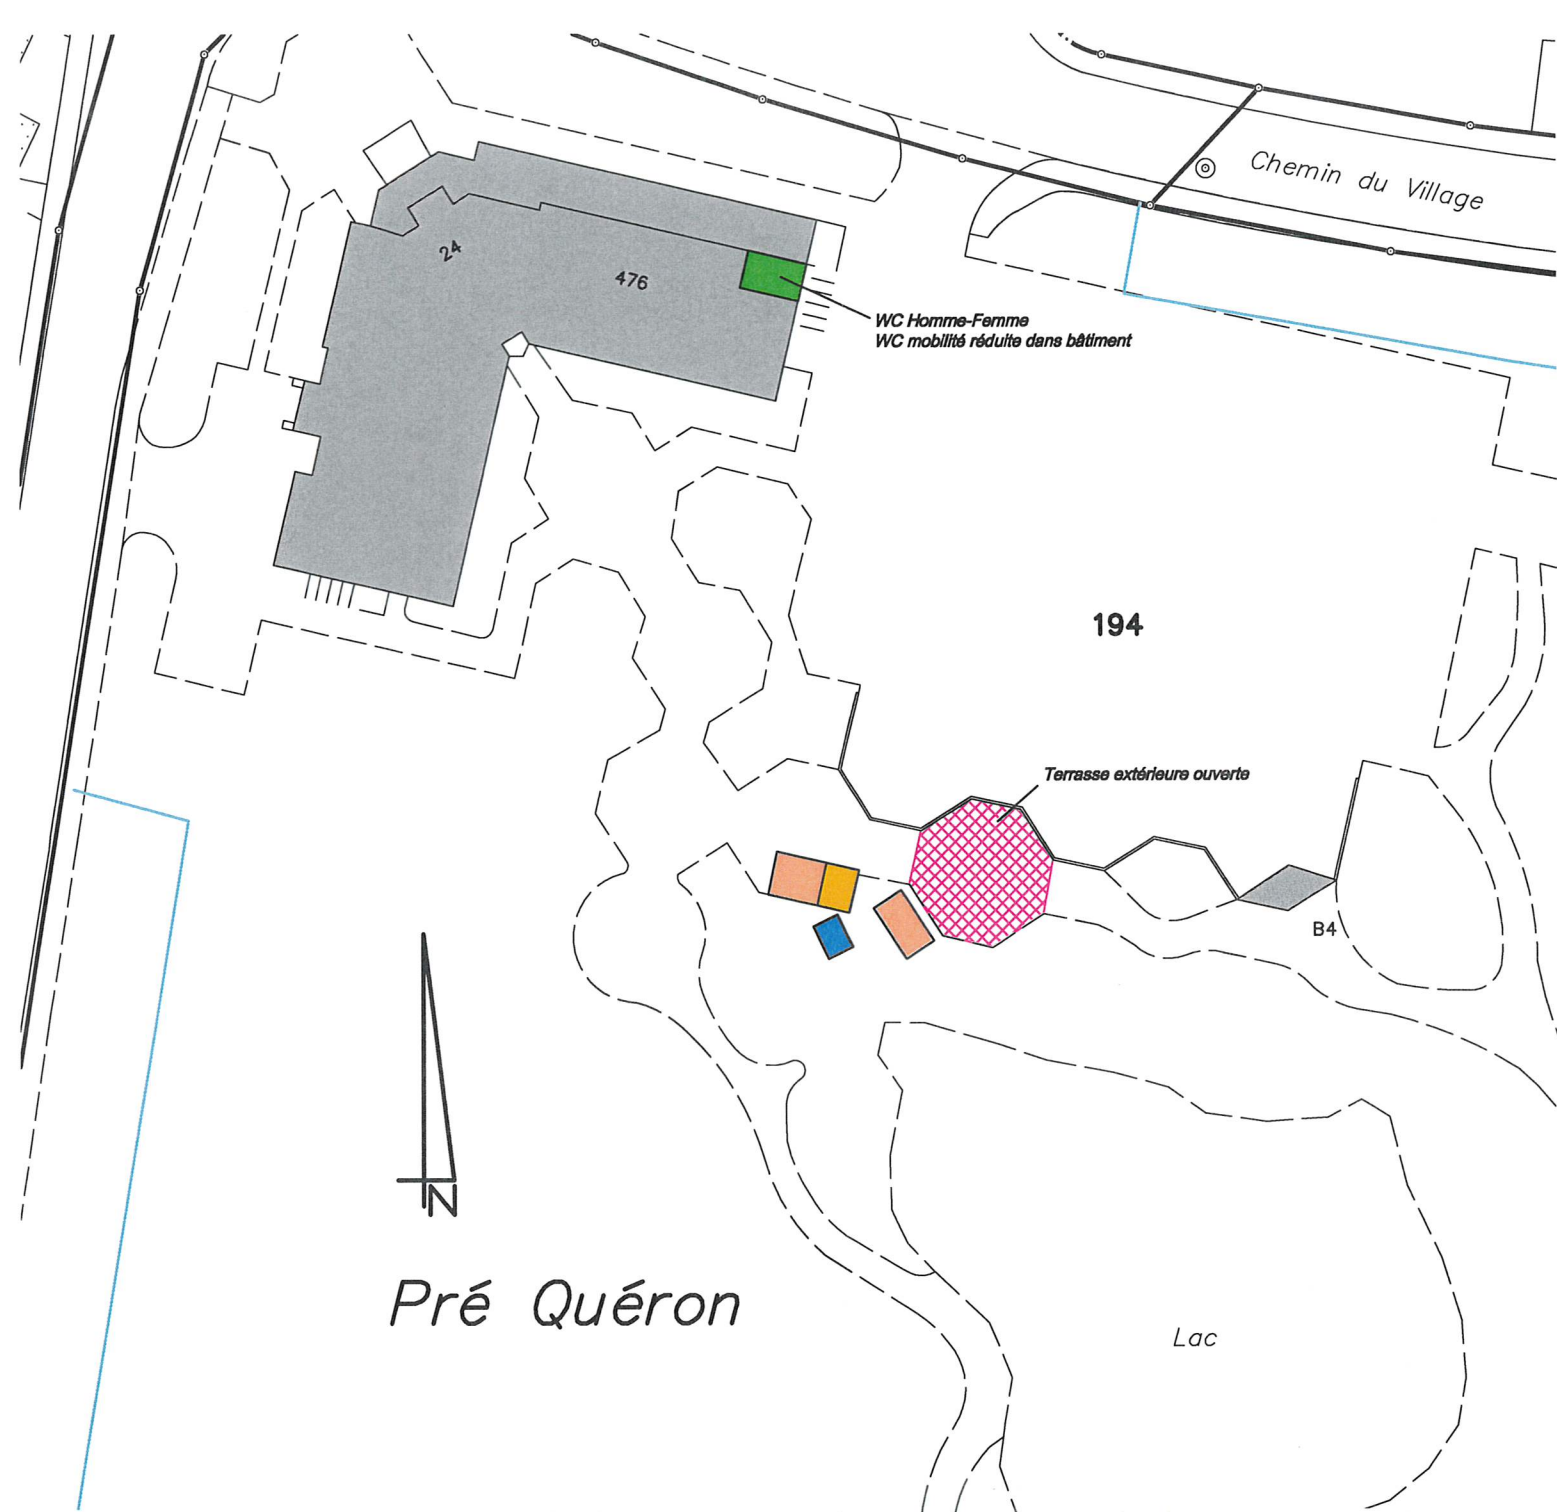 Chemin du Village
24
476
WC Homme-Femme
WC mobilité réduite dans bâtiment
194
Terrasse extérieure ouverte
B4
N
Pré Quéron
Lac